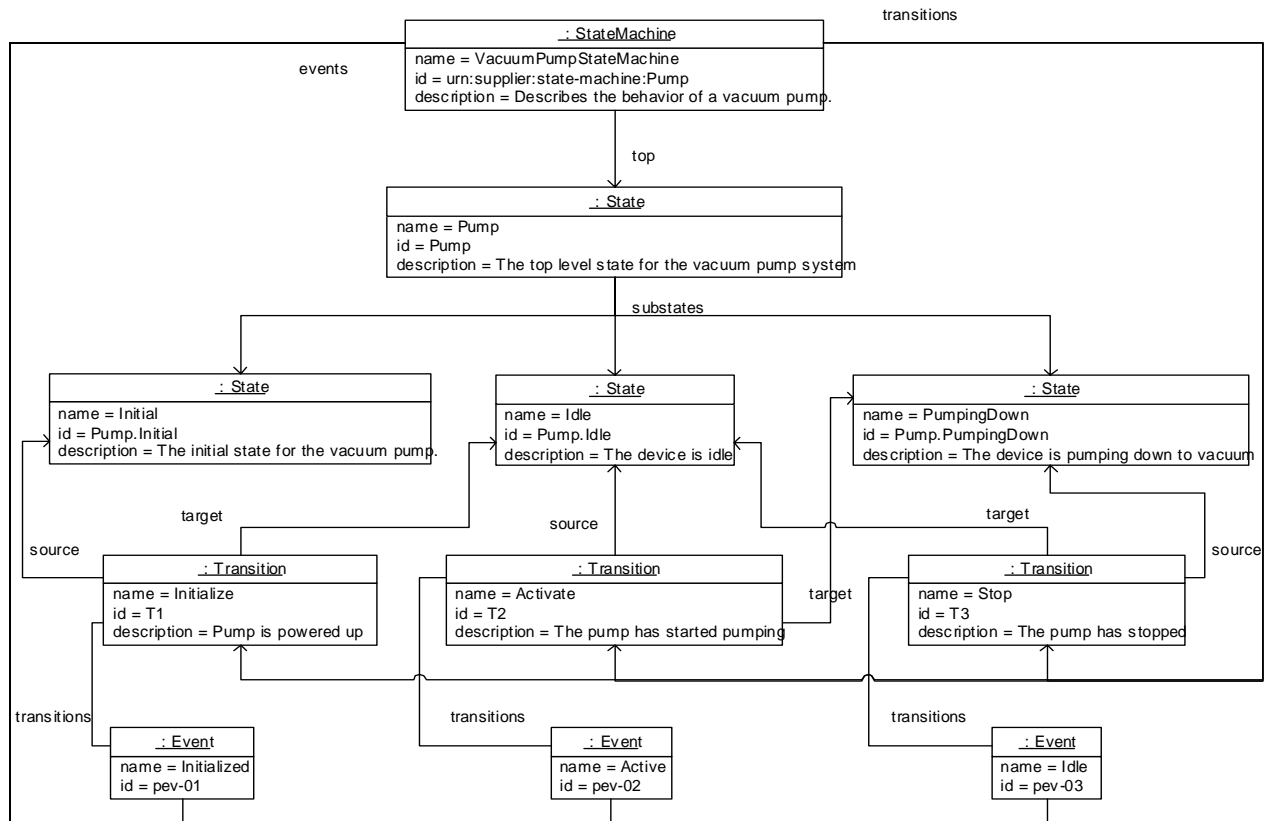 transitions
: StateMachine
name = VacuumPumpStateMachine
id = urn:supplier:state-machine:Pump
description = Describes the behavior of a vacuum pump.
events
top
: State
name = Pump
id = Pump
description = The top level state for the vacuum pump system
substates
: State
name = Initial
id = Pump.Initial
description = The initial state for the vacuum pump.
: State
name = Idle
id = Pump.Idle
description = The device is idle
: State
name = PumpingDown
id = Pump.PumpingDown
description = The device is pumping down to vacuum
target
source
target
source
source
: Transition
name = Initialize
id = T1
description = Pump is powered up
: Transition
name = Activate
id = T2
description = The pump has started pumping
target
: Transition
name = Stop
id = T3
description = The pump has stopped
transitions
transitions
transitions
: Event
name = Initialized
id = pev-01
: Event
name = Active
id = pev-02
: Event
name = Idle
id = pev-03